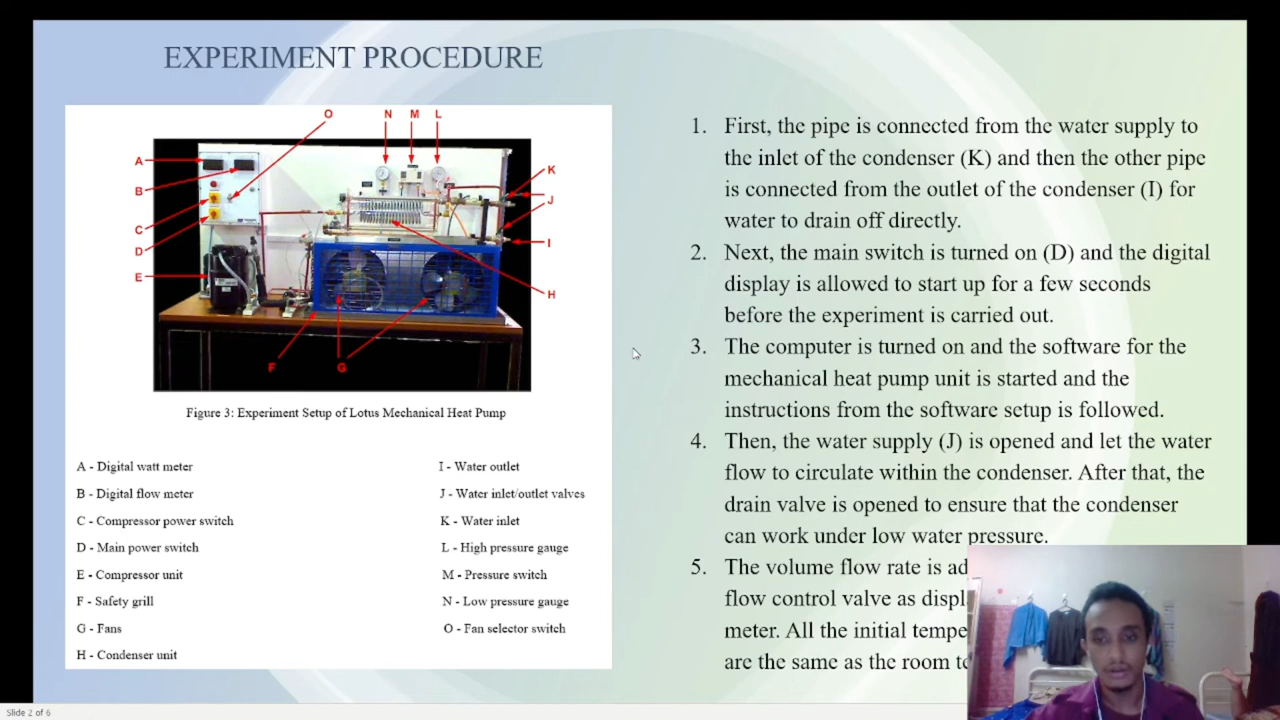 EXPERIMENT PROCEDURE
O
N M L
A
B
C
D
E
K
J
I
H
F
G
Figure 3: Experiment Setup of Lotus Mechanical Heat Pump
A - Digital watt meter
B - Digital flow meter
C - Compressor power switch
D - Main power switch
E - Compressor unit
F - Safety grill
G - Fans
H - Condenser unit
I - Water outlet
J - Water inlet/outlet valves
K - Water inlet
L - High pressure gauge
M - Pressure switch
N - Low pressure gauge
O - Fan selector switch
1. First, the pipe is connected from the water supply to
the inlet of the condenser (K) and then the other pipe
is connected from the outlet of the condenser (I) for
water to drain off directly.
2. Next, the main switch is turned on (D) and the digital
display is allowed to start up for a few seconds
before the experiment is carried out.
3. The computer is turned on and the software for the
mechanical heat pump unit is started and the
instructions from the software setup is followed.
4. Then, the water supply (J) is opened and let the water
flow to circulate within the condenser. After that, the
drain valve is opened to ensure that the condenser
can work under low water pressure.
5. The volume flow rate is ad
flow control valve as displ
meter. All the initial tempe
are the same as the room te
Slide 2 of 6